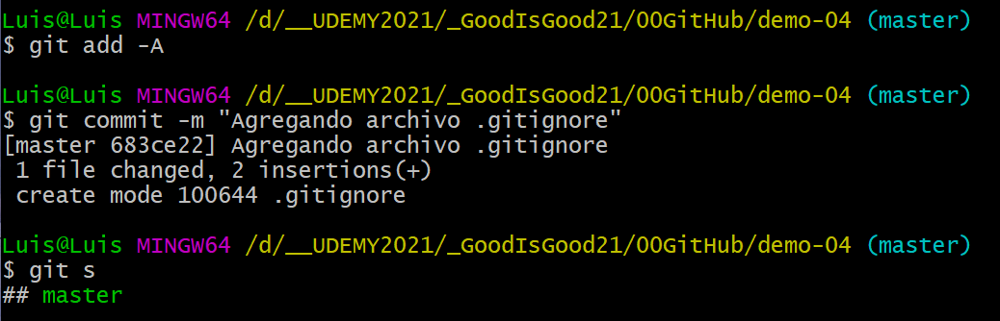 Luis@Luis MINGW64 /d/__UDEMY2021/_GoodIsGood21/00GitHub/demo-04 (master)
$ git add -A
Luis@Luis MINGW64 /d/__UDEMY2021/_GoodIsGood21/00GitHub/demo-04 (master)
$ git commit -m "Agregando archivo .gitignore"
[master 683ce22] Agregando archivo .gitignore
1 file changed, 2 insertions(+)
create mode 100644 .gitignore
Luis@Luis MINGW64 /d/__UDEMY2021/_GoodIsGood21/00GitHub/demo-04 (master)
$ git s
## master